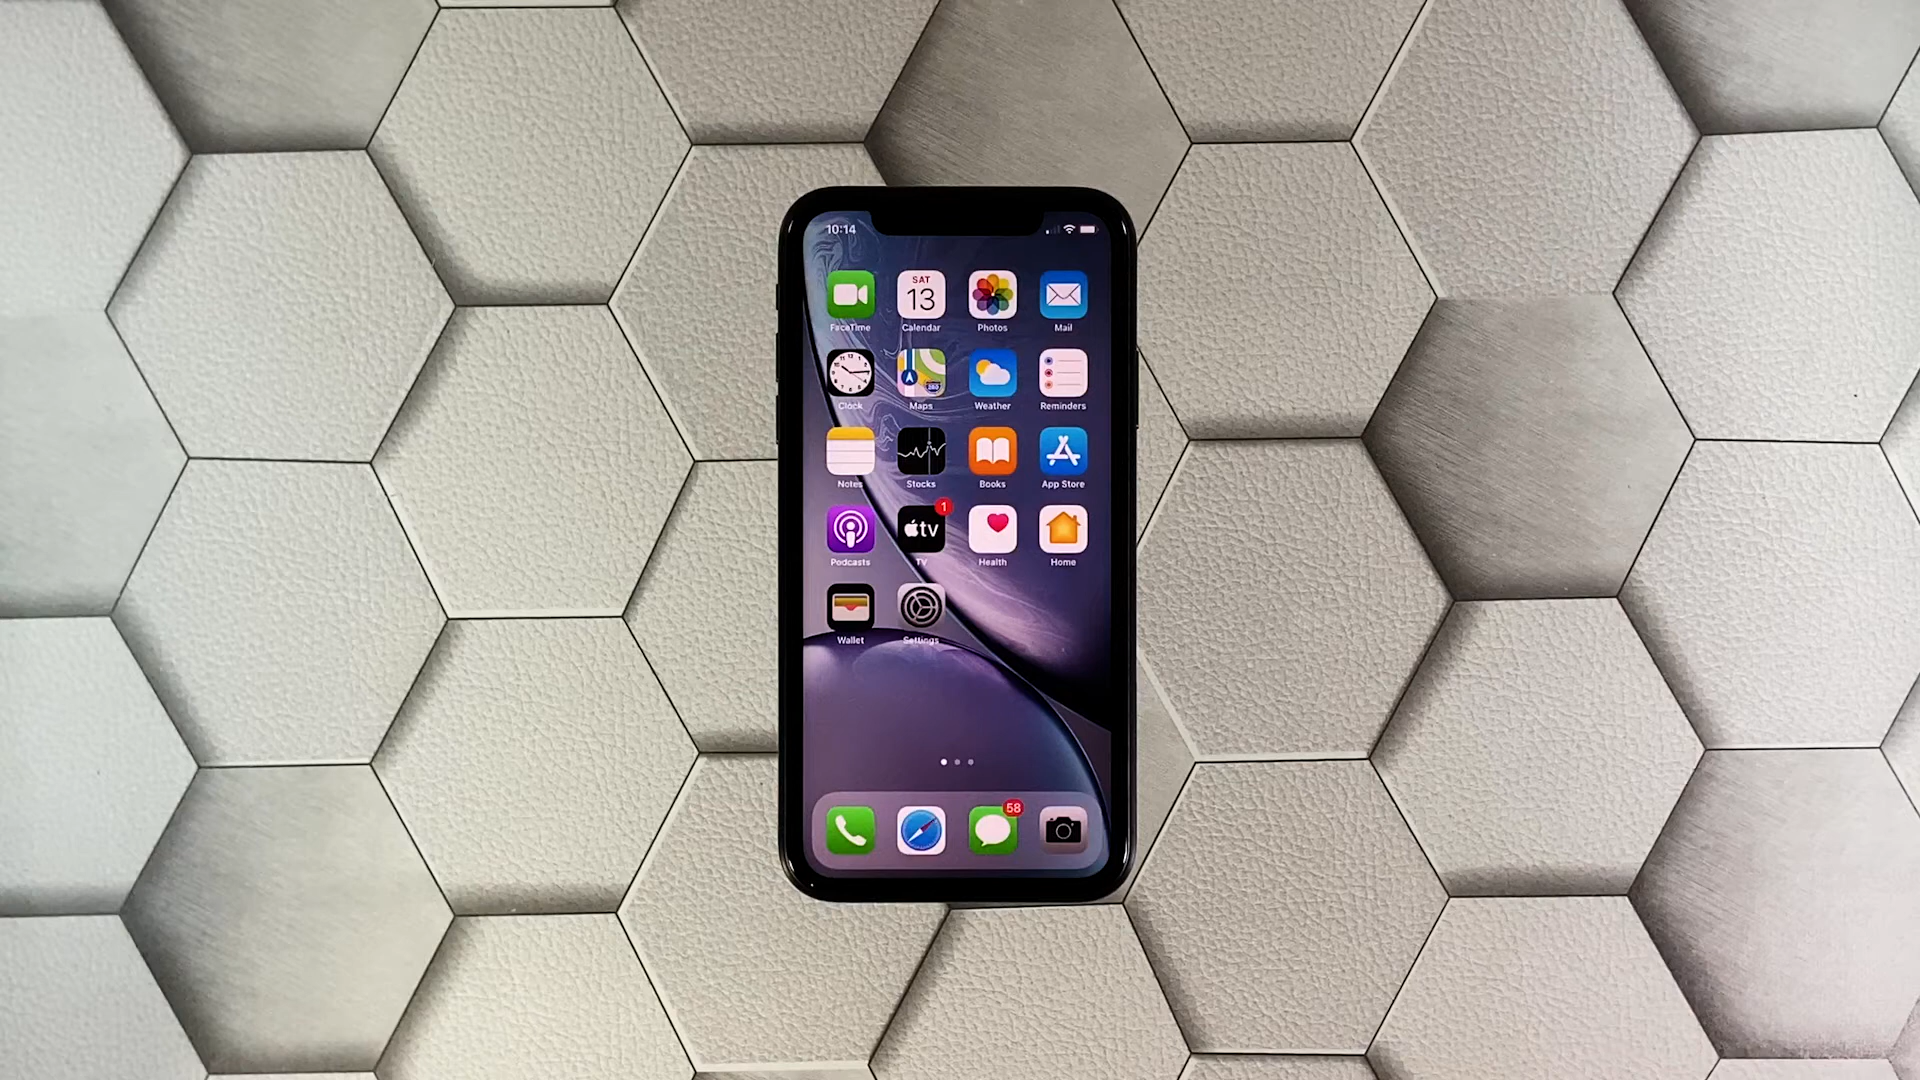 10:14
SAT
13
FaceTime
Calendar
Photos
Mail
Clock
Maps
Weather
Reminders
Notes
Stocks
Books
App Store
1
tv
Podcasts
TV
Health
Home
Wallet
Settings
58